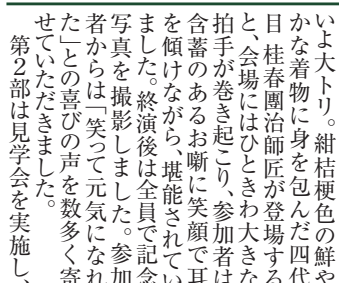 いよ大トリ。紺桔梗色の鮮や
かな着物に身を包んだ四代
目 桂春團治師匠が登場する
と、会場にはひときわ大きな
拍手が巻き起こり、参加者は
含蓄のあるお噺に笑顔で耳
を傾けながら、堪能されてい
ました。終演後は全員で記念
写真を撮影しました。参加
者からは「笑って元気になれ
た」との喜びの声を数多く寄
せていただきました。
第2部は見学会を実施し、